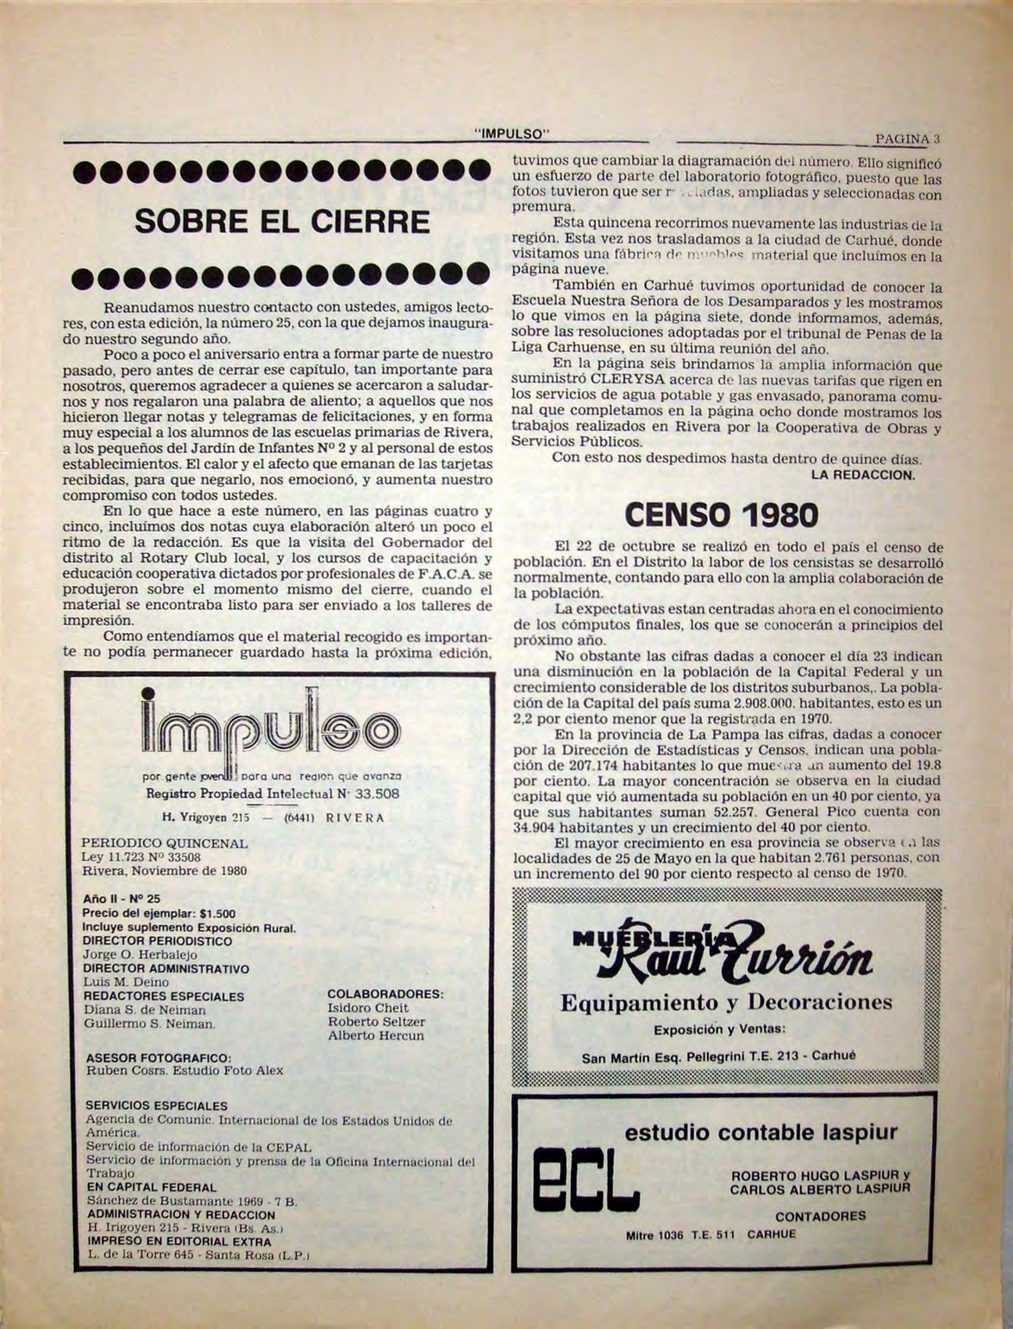 "IMPULSO"
PAGINA 3
SOBRE EL CIERRE
Reanudamos nuestro contacto con ustedes, amigos lecto-
res, con esta edición, la número 25, con la que dejamos inaugura-
do nuestro segundo año.
Poco a poco el aniversario entra a formar parte de nuestro
pasado, pero antes de cerrar ese capítulo, tan importante para
nosotros, queremos agradecer a quienes se acercaron a saludar-
nos y nos regalaron una palabra de aliento; a aquellos que nos
hicieron llegar notas y telegramas de felicitaciones, y en forma
muy especial a los alumnos de las escuelas primarias de Rivera,
a los pequeños del Jardín de Infantes Nº 2 y al personal de estos
establecimientos. El calor y el afecto que emanan de las tarjetas
recibidas, para que negarlo, nos emocionó, y aumenta nuestro
compromiso con todos ustedes.
En lo que hace a este número, en las páginas cuatro y
cinco, incluímos dos notas cuya elaboración alteró un poco el
ritmo de la redacción. Es que la visita del Gobernador del
distrito al Rotary Club local, y los cursos de capacitación y
educación cooperativa dictados por profesionales de F.A.C.A. se
produjeron sobre el momento mismo del cierre, cuando el
material se encontraba listo para ser enviado a los talleres de
impresión.
Como entendíamos que el material recogido es importan-
te no podía permanecer guardado hasta la próxima edición,
tuvimos que cambiar la diagramación del número. Ello significó
un esfuerzo de parte del laboratorio fotográfico, puesto que las
fotos tuvieron que ser ampliadas y seleccionadas con
premura.
Esta quincena recorrimos nuevamente las industrias de la
región. Esta vez nos trasladamos a la ciudad de Carhué, donde
visitamos una fábrica de muebles material que incluímos en la
página nueve.
También en Carhué tuvimos oportunidad de conocer la
Escuela Nuestra Señora de los Desamparados y les mostramos
lo que vimos en la página siete, donde informamos, además,
sobre las resoluciones adoptadas por el tribunal de Penas de la
Liga Carhuense, en su última reunión del año.
En la página seis brindamos la amplia información que
suministró CLERYSA acerca de las nuevas tarifas que rigen en
los servicios de agua potable y gas envasado, panorama comu-
nal que completamos en la página ocho donde mostramos los
trabajos realizados en Rivera por la Cooperativa de Obras y
Servicios Públicos.
Con esto nos despedimos hasta dentro de quince días.
LA REDACCION.
CENSO 1980
El 22 de octubre se realizó en todo el país el censo de
población. En el Distrito la labor de los censistas se desarrolló
normalmente, contando para ello con la amplia colaboración de
la población.
La expectativas estan centradas ahora en el conocimiento
de los cómputos finales, los que se conocerán a principios del
próximo año.
No obstante las cifras dadas a conocer el día 23 indican
una disminución en la población de la Capital Federal y un
crecimiento considerable de los distritos suburbanos,. La pobla-
ción de la Capital del país suma 2.908.000. habitantes, esto es un
2,2 por ciento menor que la registrada en 1970.
En la provincia de La Pampa las cifras, dadas a conocer
por la Dirección de Estadísticas y Censos, indican una pobla-
ción de 207.174 habitantes lo que muestra un aumento del 19.8
por ciento. La mayor concentración se observa en la ciudad
capital que vió aumentada su población en un 40 por ciento, ya
que sus habitantes suman 52.257. General Pico cuenta con
34.904 habitantes y un crecimiento del 40 por ciento.
El mayor crecimiento en esa provincia se observa en las
localidades de 25 de Mayo en la que habitan 2.761 personas, con
un incremento del 90 por ciento respecto al censo de 1970.
impulso
por gente joven para una region que avanza
Registro Propiedad Intelectual N· 33.508
H. Yrigoyen 215 — (6441) RIVERA
PERIODICO QUINCENAL
Ley 11.723 Nº 33508
Rivera, Noviembre de 1980
Año II - Nº 25
Precio del ejemplar: $1.500
Incluye suplemento Exposición Rural.
DIRECTOR PERIODISTICO
Jorge O. Herbalejo
DIRECTOR ADMINISTRATIVO
Luis M. Deino
REDACTORES ESPECIALES
Diana S. de Neiman
Guillermo S. Neiman.
COLABORADORES:
Isidoro Cheit
Roberto Seltzer
Alberto Hercun
ASESOR FOTOGRAFICO:
Ruben Cosrs. Estudio Foto Alex
SERVICIOS ESPECIALES
Agencia de Comunic. Internacional de los Estados Unidos de
América.
Servicio de información de la CEPAL
Servicio de información y prensa de la Oficina Internacional del
Trabajo
EN CAPITAL FEDERAL
Sánchez de Bustamante 1969 - 7 B.
ADMINISTRACION Y REDACCION
H. Irigoyen 215 - Rivera (Bs. As.)
IMPRESO EN EDITORIAL EXTRA
L. de la Torre 645 - Santa Rosa (L.P.)
MUEBLERÍA
Raul Turrión
Equipamiento y Decoraciones
Exposición y Ventas:
San Martín Esq. Pellegrini T.E. 213 - Carhué
estudio contable laspiur
ecl
ROBERTO HUGO LASPIUR y
CARLOS ALBERTO LASPIUR
CONTADORES
Mitre 1036 T.E. 511 CARHUE